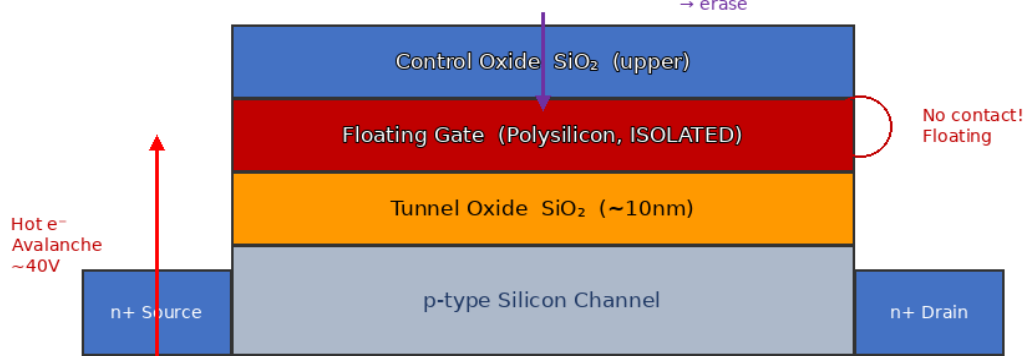 → erase
Control Oxide  SiO₂  (upper)
Floating Gate  (Polysilicon, ISOLATED)
No contact!
Floating
Tunnel Oxide  SiO₂  (~10nm)
Hot e⁻
Avalanche
~40V
p-type Silicon Channel
n+ Source
n+ Drain